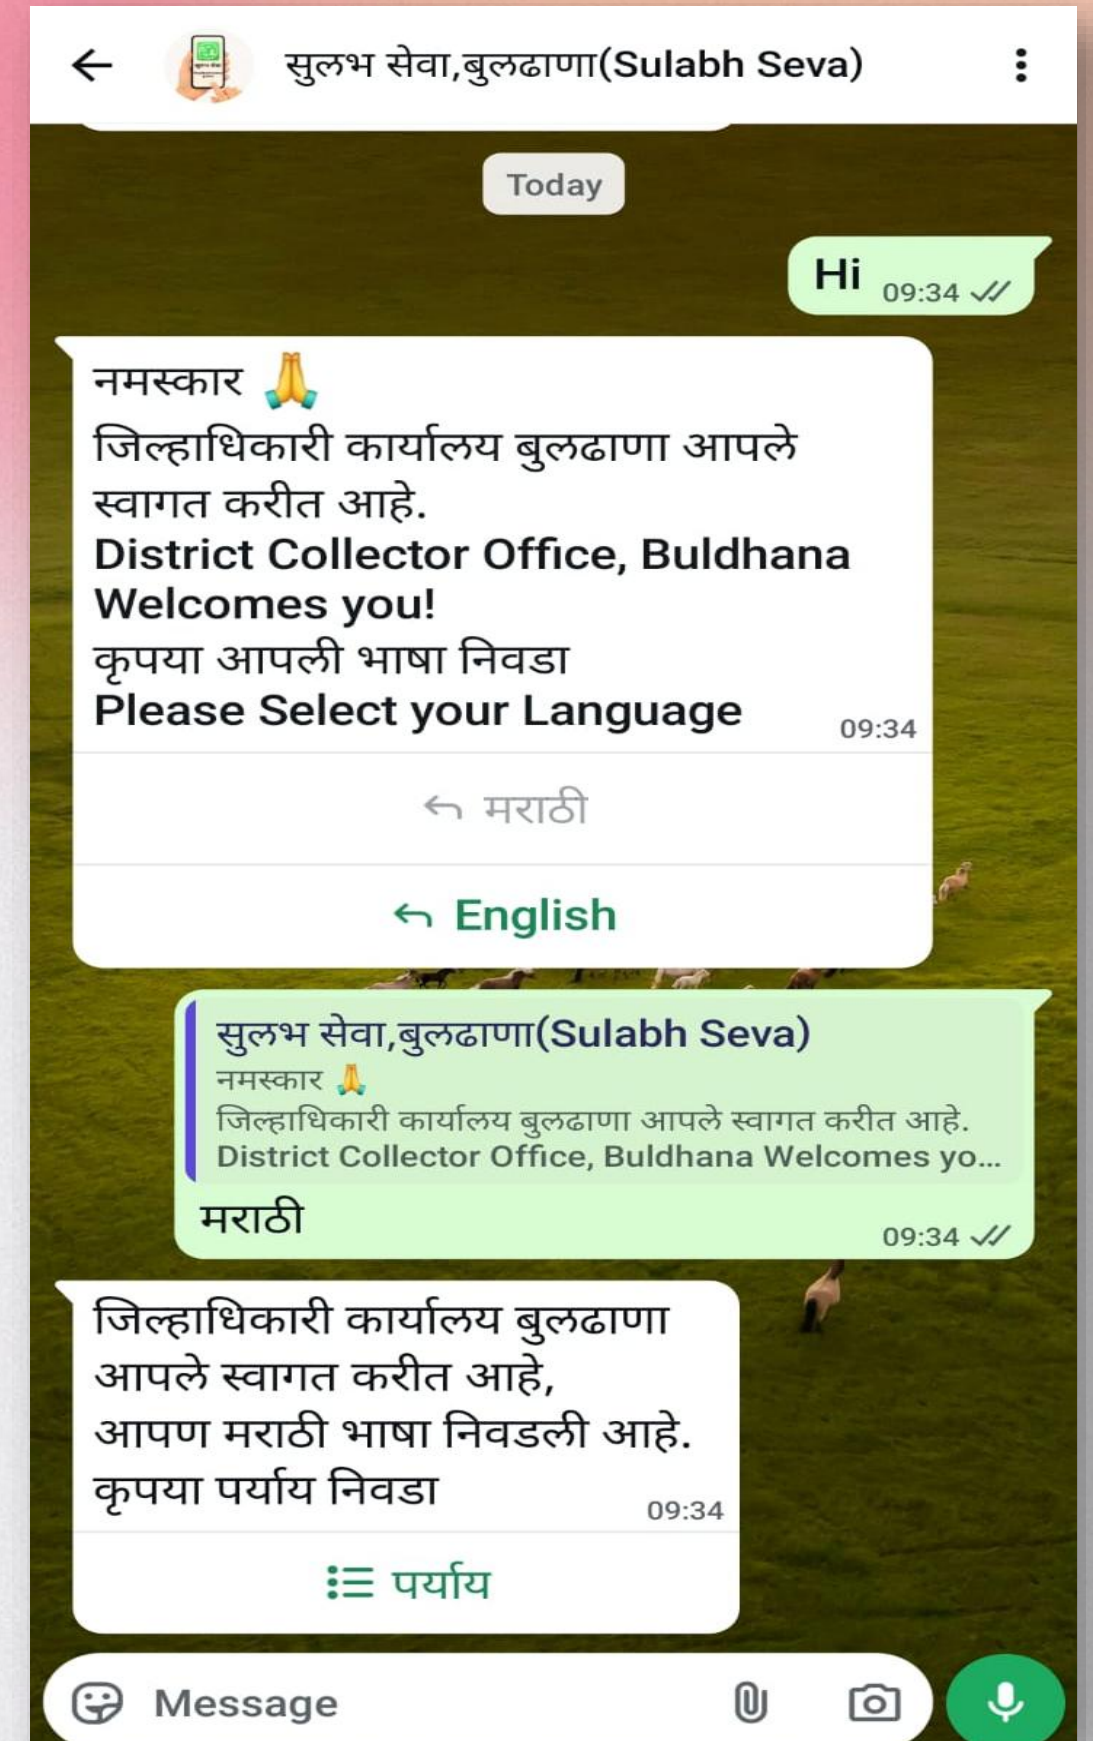 सुलभ सेवा,बुलढाणा(Sulabh Seva)
Today
Hi 09:34
नमस्कार 🙏
जिल्हाधिकारी कार्यालय बुलढाणा आपले
स्वागत करीत आहे.
District Collector Office, Buldhana
Welcomes you!
कृपया आपली भाषा निवडा
Please Select your Language 09:34
मराठी
English
सुलभ सेवा,बुलढाणा(Sulabh Seva)
नमस्कार 🙏
जिल्हाधिकारी कार्यालय बुलढाणा आपले स्वागत करीत आहे.
District Collector Office, Buldhana Welcomes yo...
मराठी 09:34
जिल्हाधिकारी कार्यालय बुलढाणा
आपले स्वागत करीत आहे,
आपण मराठी भाषा निवडली आहे.
कृपया पर्याय निवडा 09:34
पर्याय
Message